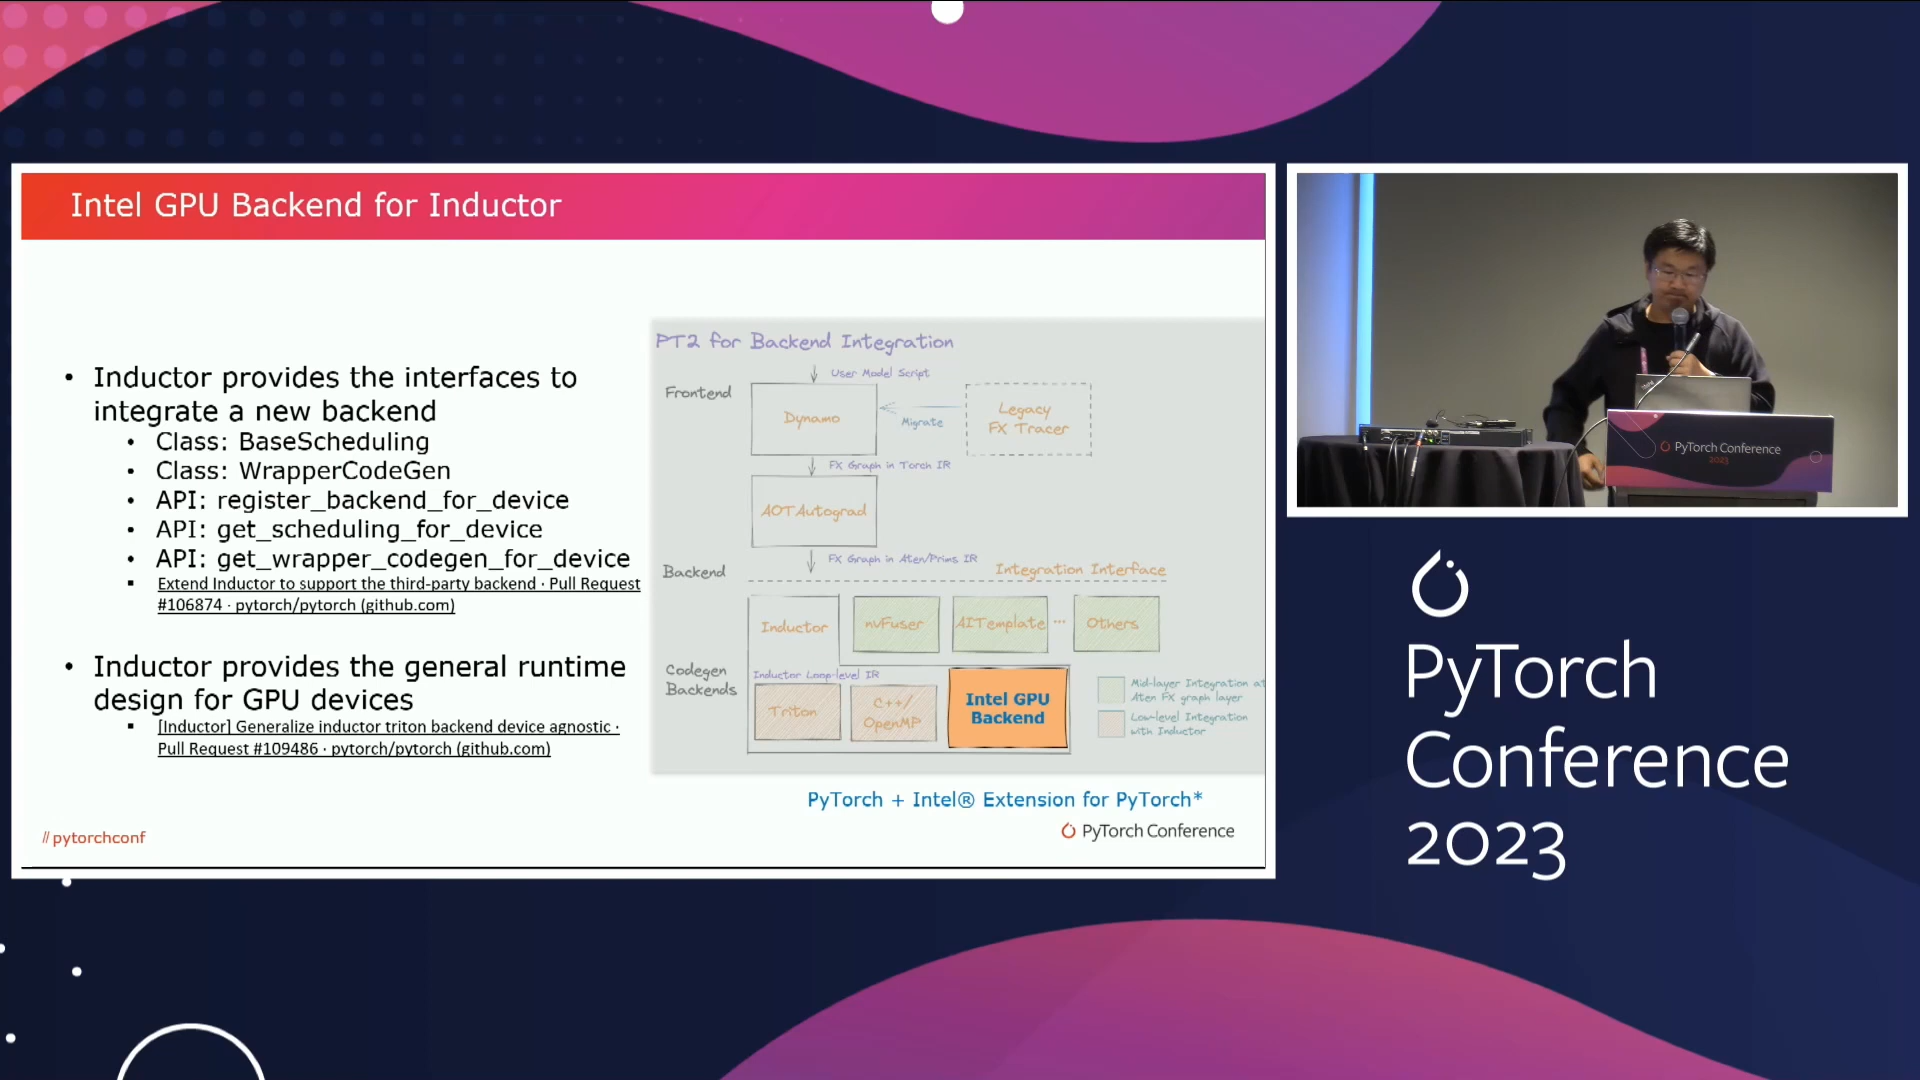 Intel GPU Backend for Inductor
• Inductor provides the interfaces to
integrate a new backend
• Class: BaseScheduling
• Class: WrapperCodeGen
• API: register_backend_for_device
• API: get_scheduling_for_device
• API: get_wrapper_codegen_for_device
▪ Extend Inductor to support the third-party backend · Pull Request
#106874 · pytorch/pytorch (github.com)
• Inductor provides the general runtime
design for GPU devices
▪ [Inductor] Generalize inductor triton backend device agnostic ·
Pull Request #109486 · pytorch/pytorch (github.com)
PT2 for Backend Integration
User Model Script
Frontend
Dynamo
Migrate
Legacy
FX Tracer
FX Graph in Torch IR
AOTAutograd
FX Graph in Aten/Prims IR
Backend
Integration Interface
Inductor
nvFuser
AITemplate
...
Others
Codegen
Backends
Inductor Loop-level IR
Triton
C++/
OpenMP
Intel GPU
Backend
Mid-layer Integration at
Aten FX graph layer
Low-level Integration
with Inductor
PyTorch + Intel® Extension for PyTorch*
// pytorchconf
PyTorch Conference
PyTorch Conference
2023
PyTorch
Conference
2023